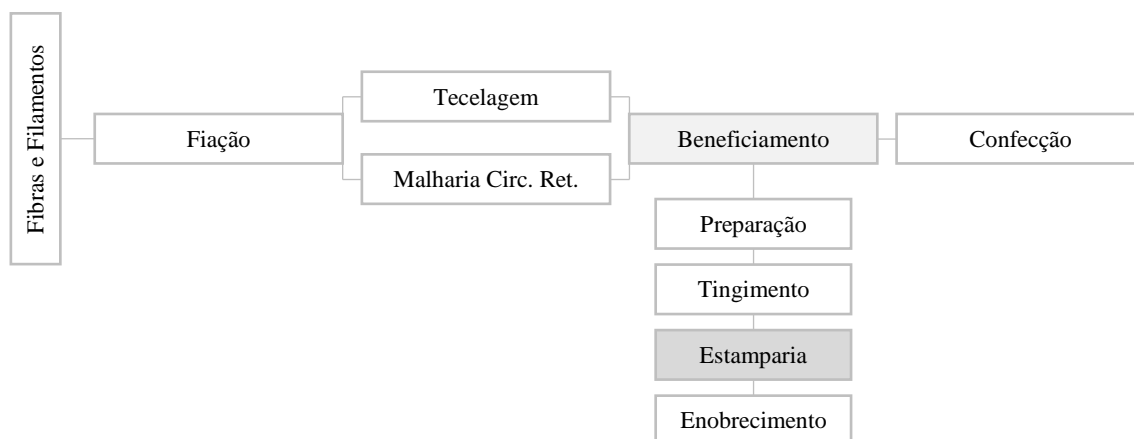 Fibras e Filamentos
Fiação
Tecelagem
Malharia Circ. Ret.
Beneficiamento
Confecção
Preparação
Tingimento
Estamparia
Enobrecimento